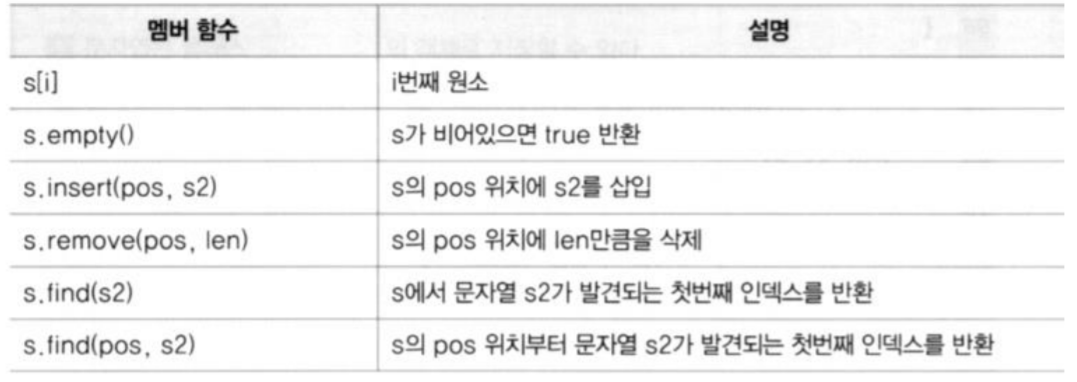 멤버 함수 설명
s[i] i번째 원소
s.empty() s가 비어있으면 true 반환
s.insert(pos, s2) s의 pos 위치에 s2를 삽입
s.remove(pos, len) s의 pos 위치에 len만큼을 삭제
s.find(s2) s에서 문자열 s2가 발견되는 첫번째 인덱스를 반환
s.find(pos, s2) s의 pos 위치부터 문자열 s2가 발견되는 첫번째 인덱스를 반환